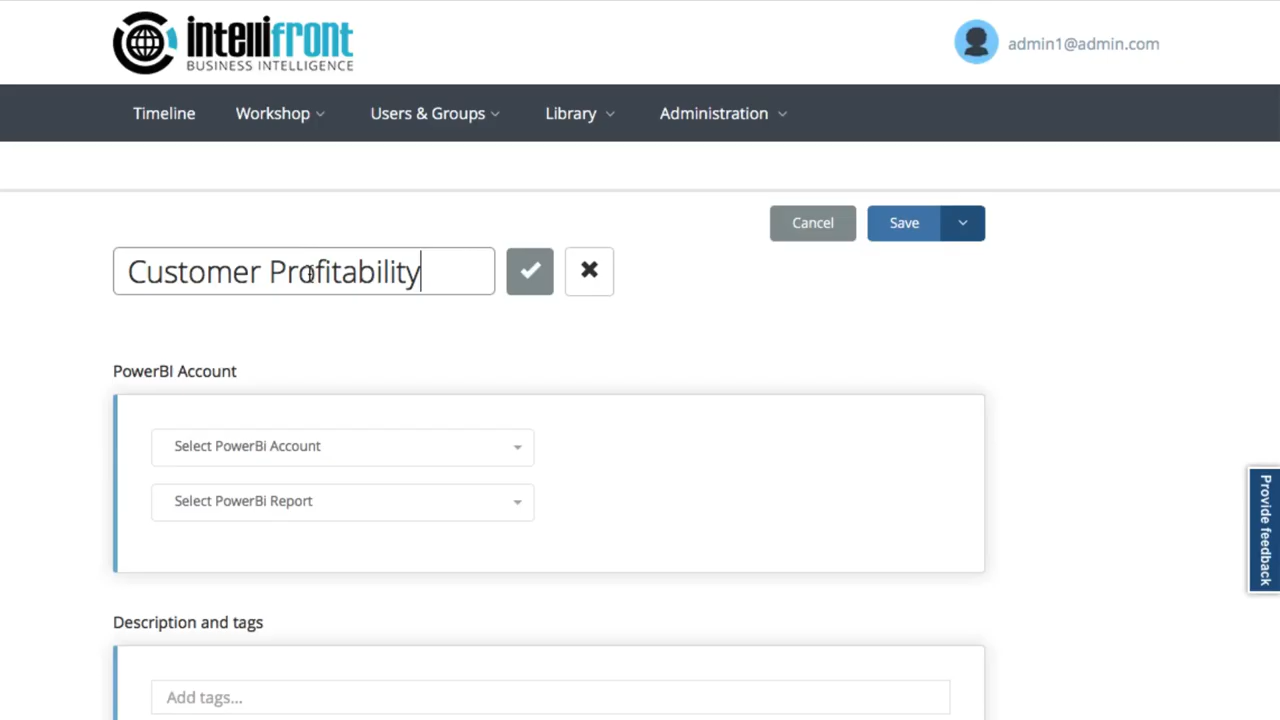 intellifront
BUSINESS INTELLIGENCE
admin1@admin.com
Timeline
Workshop
Users & Groups
Library
Administration
Cancel
Save
Customer Profitability
PowerBI Account
Select PowerBi Account
Select PowerBi Report
Provide feedback
Description and tags
Add tags...